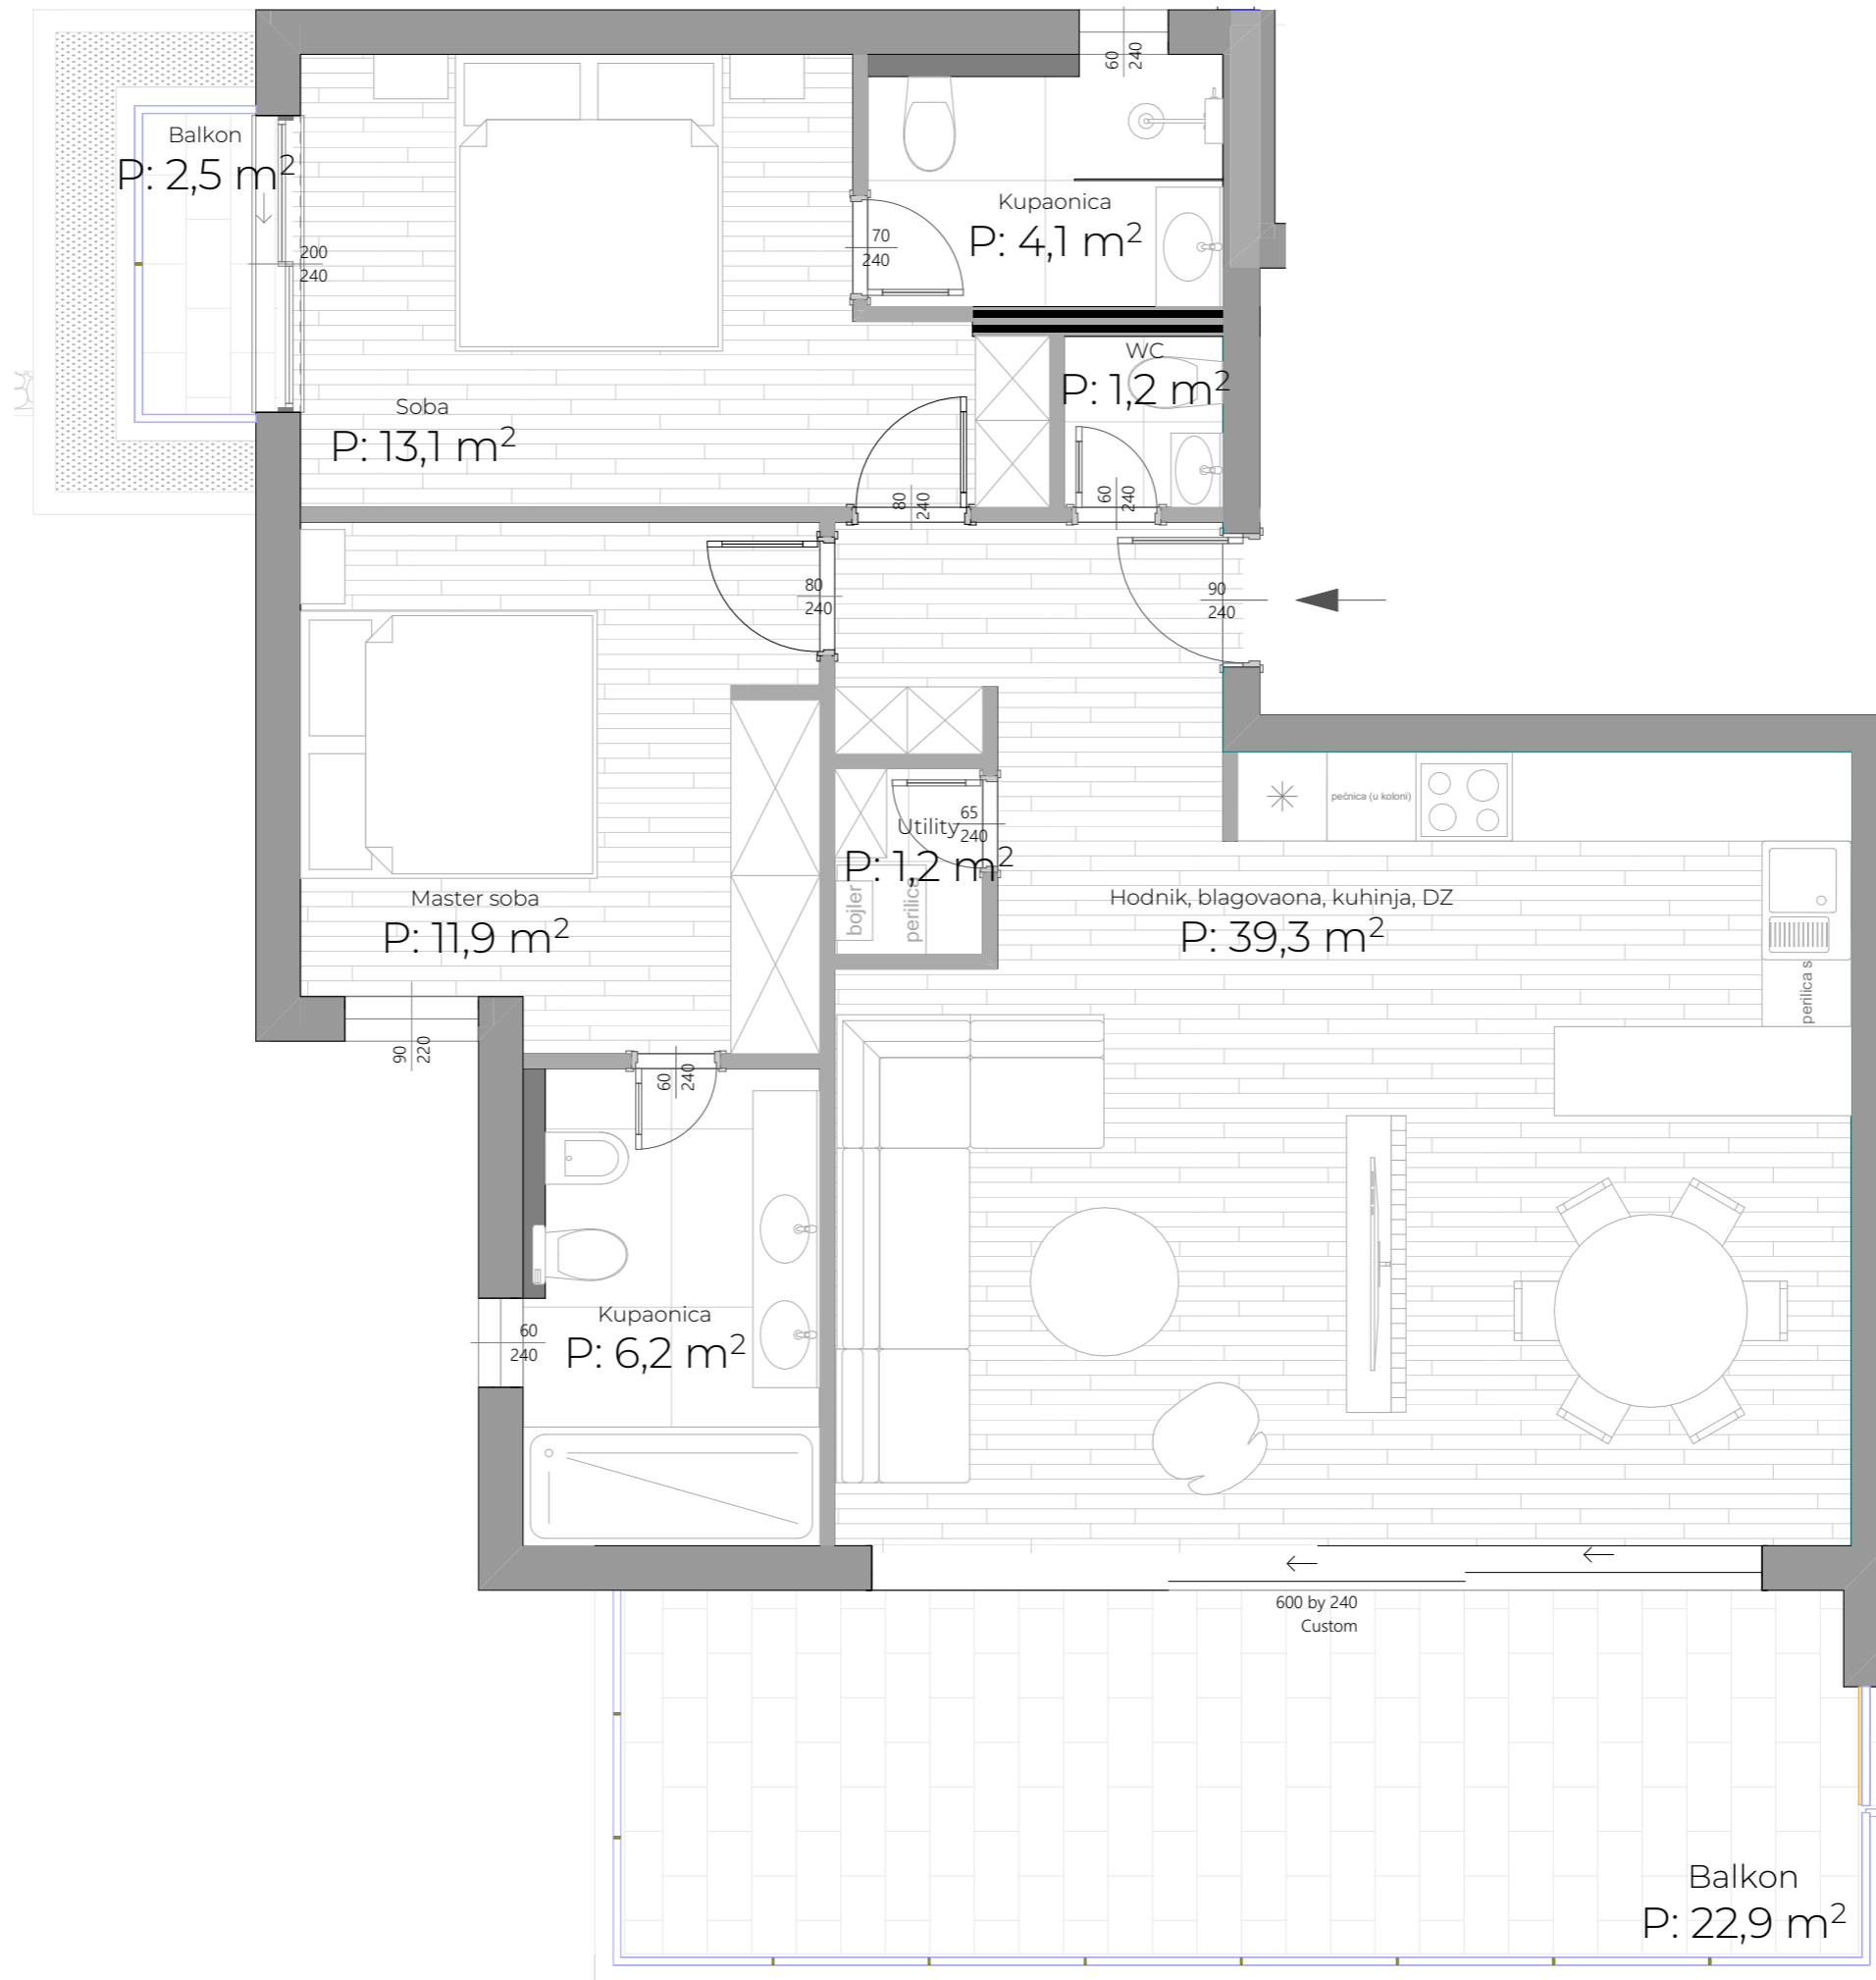 60
240
Balkon
P: 2,5 m²
200
240
Kupaonica
P: 4,1 m²
70
240
WC
P: 1,2 m²
Soba
P: 13,1 m²
80
240
60
240
80
240
90
240
pećnica (u koloni)
Utility
P: 1,2 m²
65
240
bojler
perilica
Master soba
P: 11,9 m²
Hodnik, blagovaona, kuhinja, DZ
P: 39,3 m²
perilica s
90
220
60
240
Kupaonica
P: 6,2 m²
60
240
600 by 240
Custom
Balkon
P: 22,9 m²